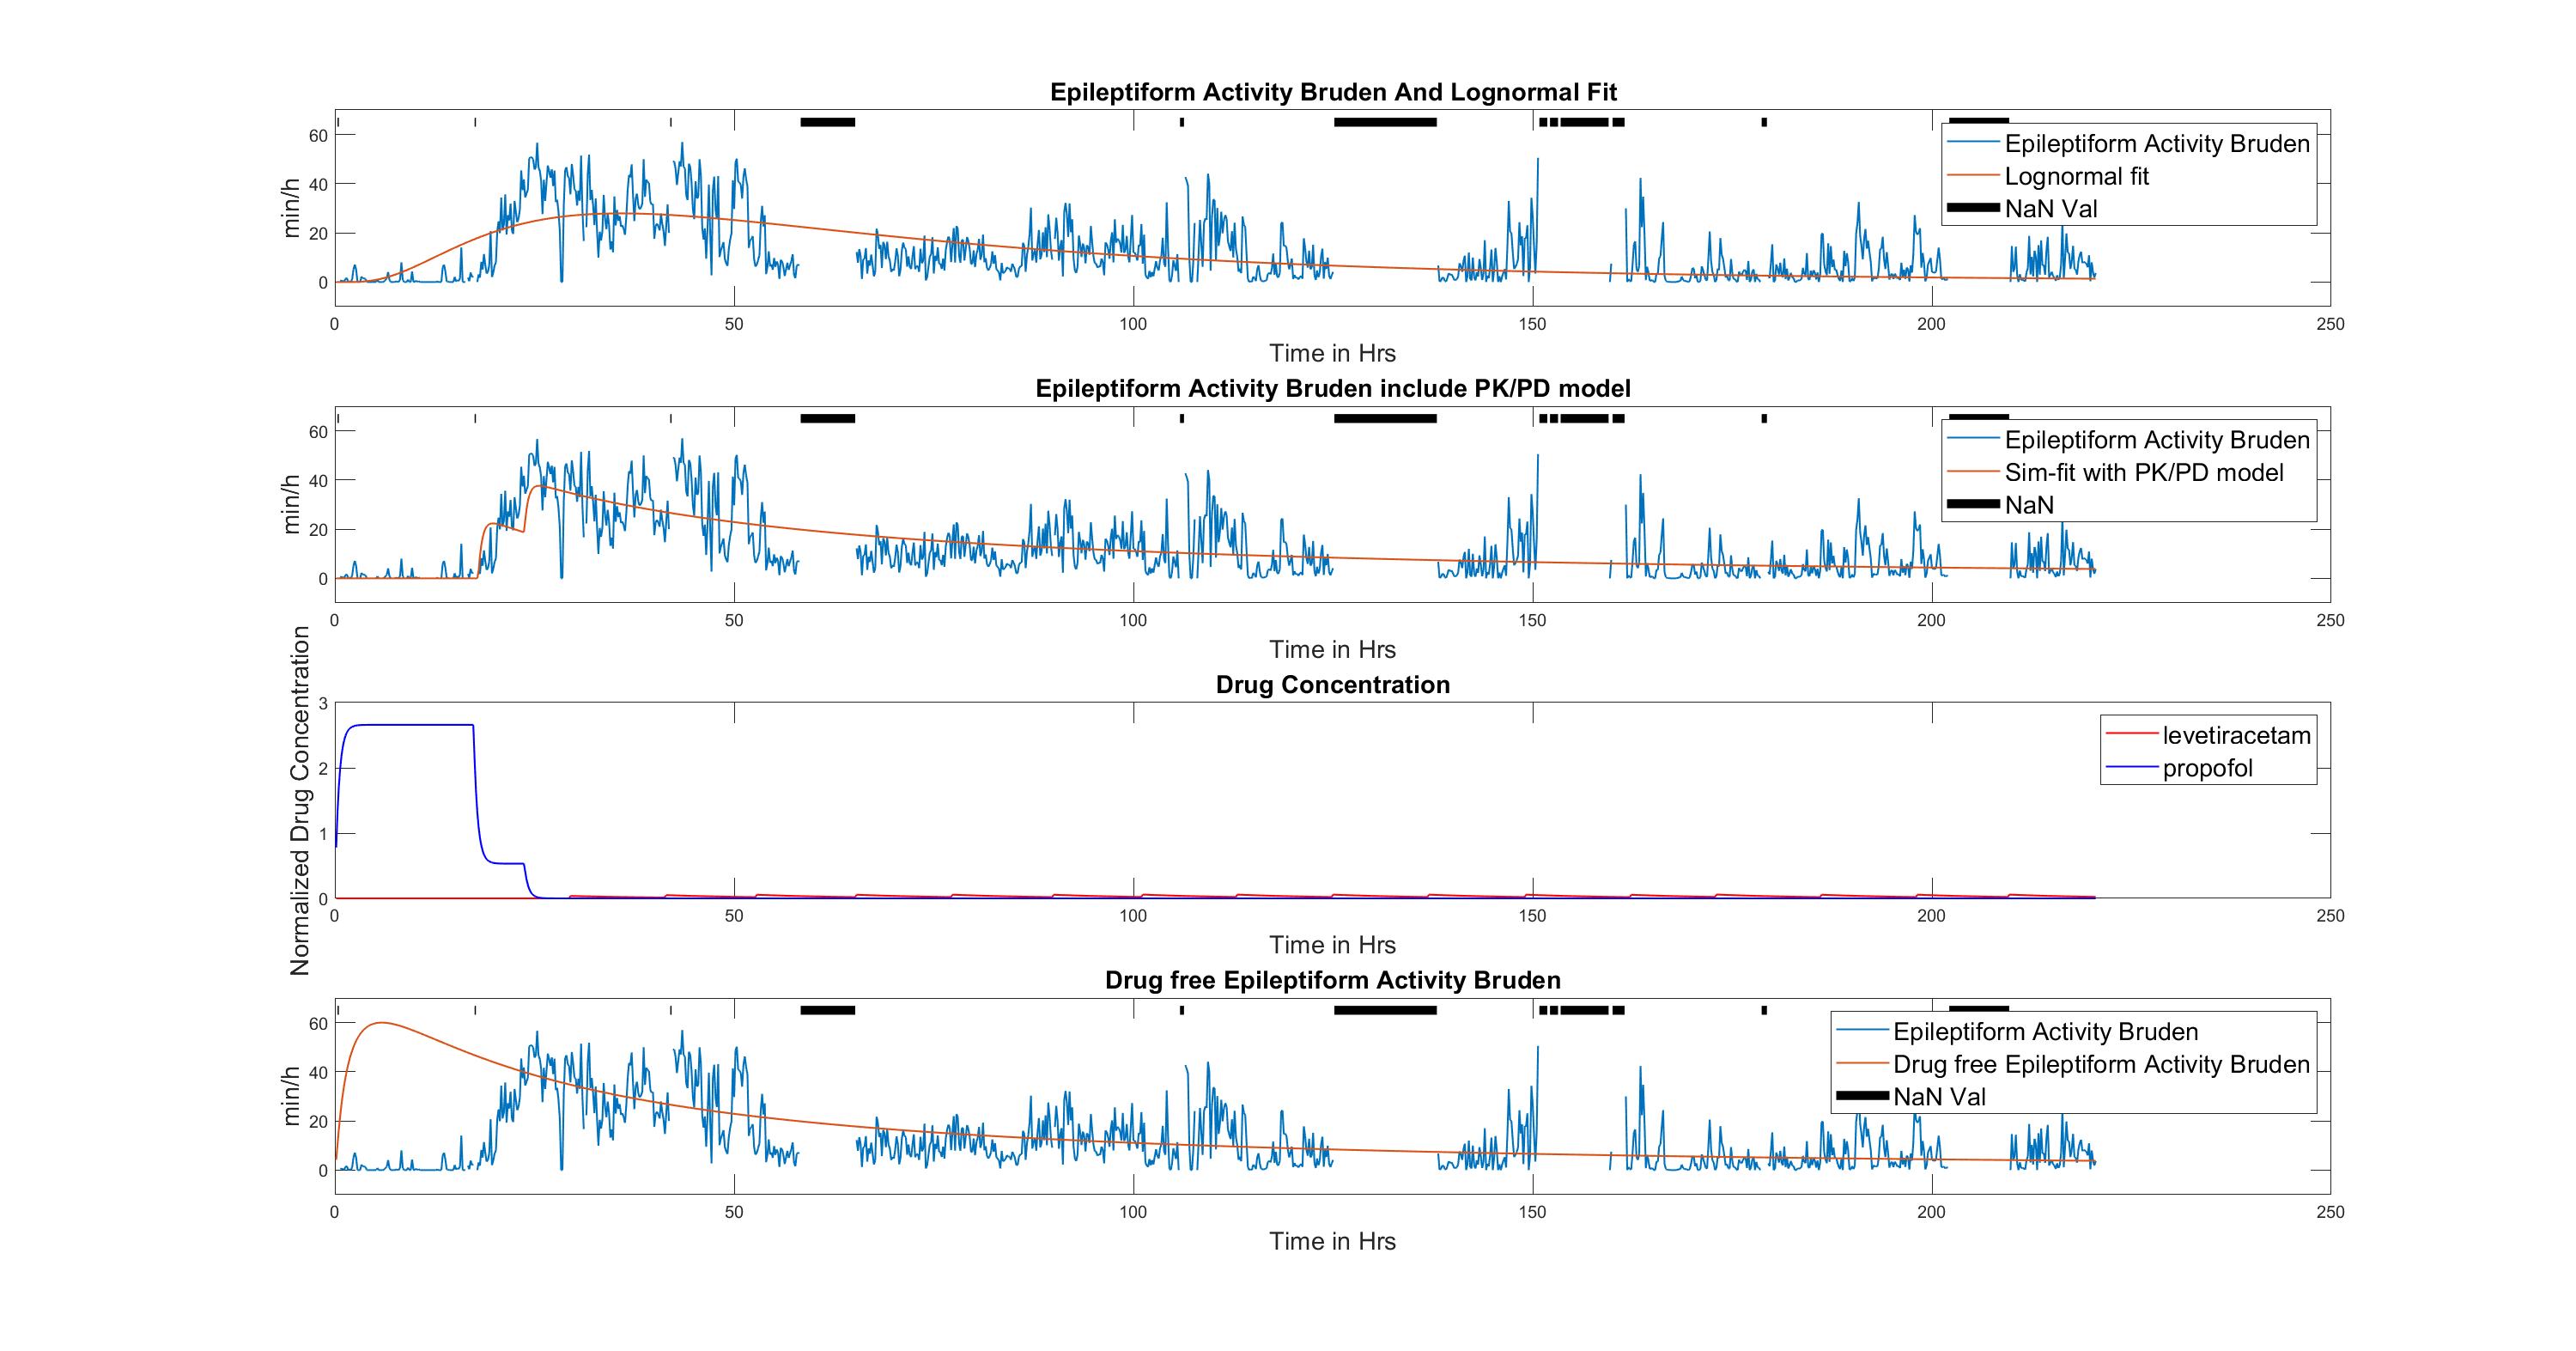 Epileptiform Activity Bruden And Lognormal Fit
60
40
20
0
min/h
0 50 100 150 200 250
Time in Hrs
Epileptiform Activity Bruden
Lognormal fit
NaN Val
Epileptiform Activity Bruden include PK/PD model
60
40
20
0
min/h
0 50 100 150 200 250
Time in Hrs
Epileptiform Activity Bruden
Sim-fit with PK/PD model
NaN
Drug Concentration
3
2
1
0
Normalized Drug Concentration
0 50 100 150 200 250
Time in Hrs
levetiracetam
propofol
Drug free Epileptiform Activity Bruden
60
40
20
0
min/h
0 50 100 150 200 250
Time in Hrs
Epileptiform Activity Bruden
Drug free Epileptiform Activity Bruden
NaN Val